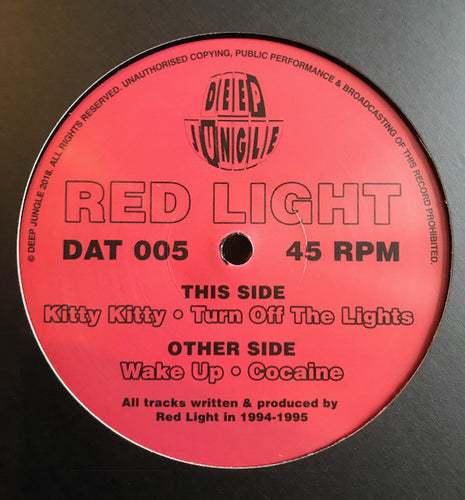 © DEEP JUNGLE 2018. ALL RIGHTS RESERVED. UNAUTHORISED COPYING, PUBLIC PERFORMANCE & BROADCASTING OF THIS RECORD PROHIBITED.
DEEP
JUNGLE
RED LIGHT
DAT 005 45 RPM
THIS SIDE
Kitty Kitty • Turn Off The Lights
OTHER SIDE
Wake Up • Cocaine
All tracks written & produced by
Red Light in 1994-1995